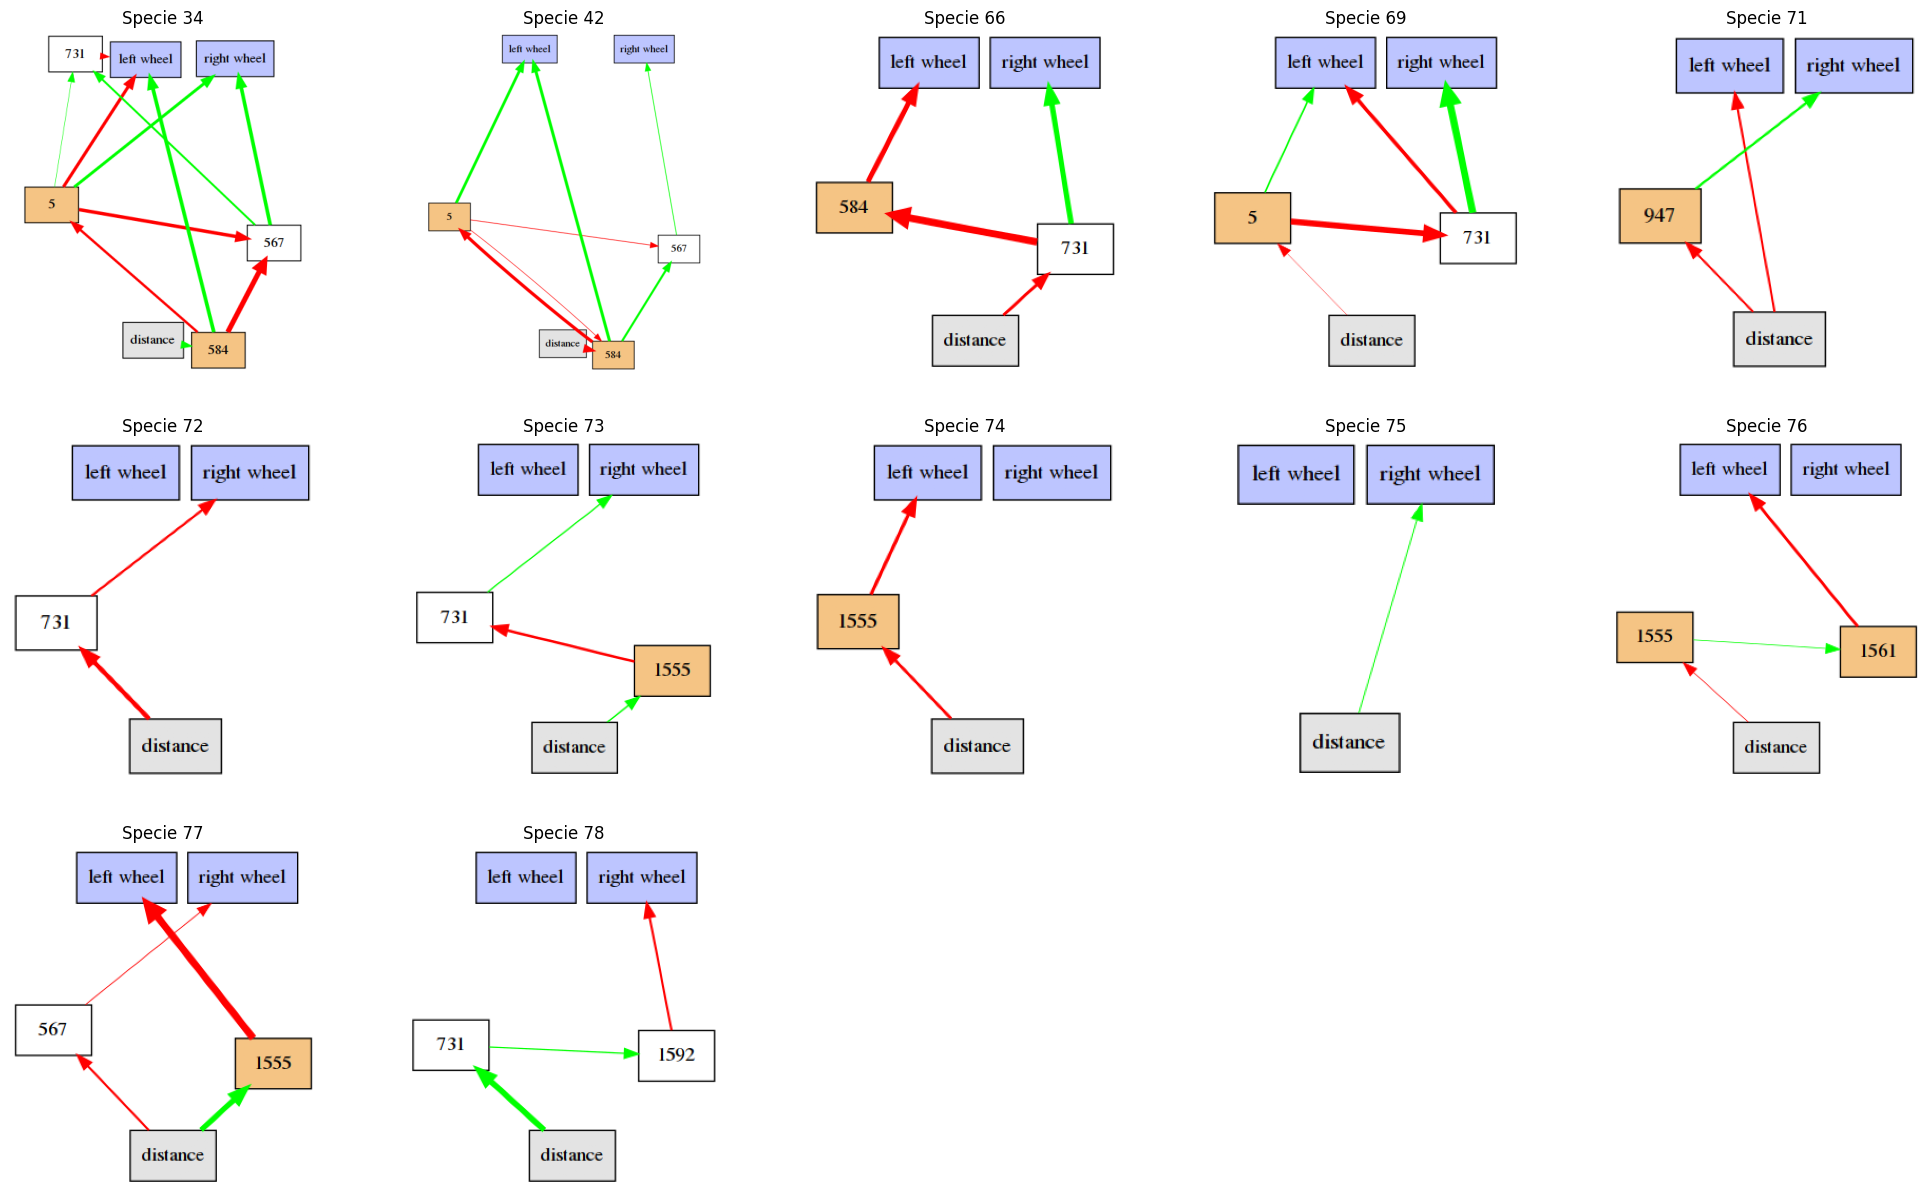 Specie 34
731
left wheel
right wheel
5
567
distance
584
Specie 42
left wheel
right wheel
5
567
distance
584
Specie 66
left wheel
right wheel
584
731
distance
Specie 69
left wheel
right wheel
5
731
distance
Specie 71
left wheel
right wheel
947
distance
Specie 72
left wheel
right wheel
731
distance
Specie 73
left wheel
right wheel
731
1555
distance
Specie 74
left wheel
right wheel
1555
distance
Specie 75
left wheel
right wheel
distance
Specie 76
left wheel
right wheel
1555
1561
distance
Specie 77
left wheel
right wheel
567
1555
distance
Specie 78
left wheel
right wheel
731
1592
distance